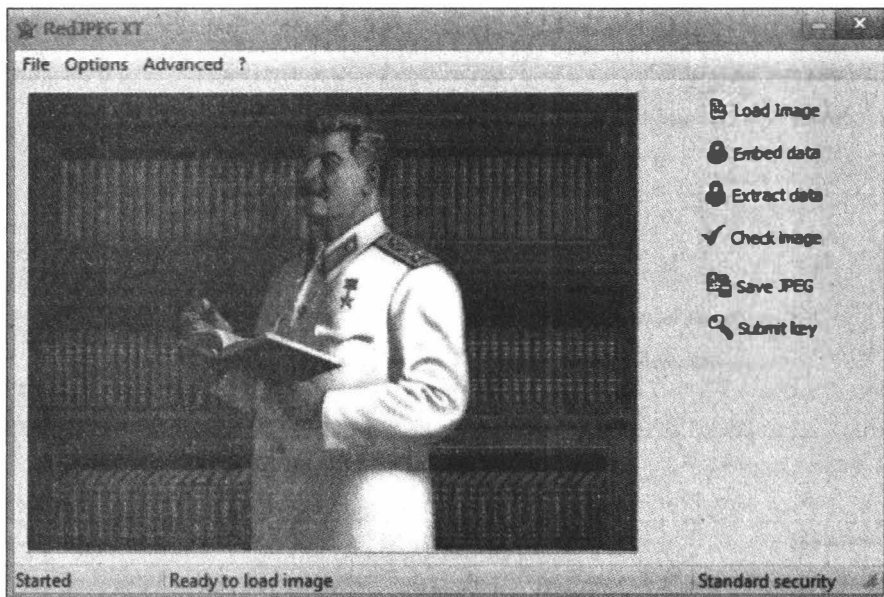 RedJPEG XT
File Options Advanced ?
Load Image
Embed data
Extract data
Check image
Save JPEG
Submit key
Started Ready to load image Standard security